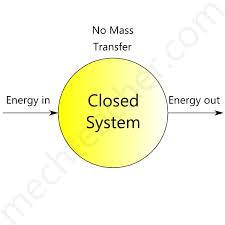 No Mass
Transfer
Energy in
Closed
System
Energy out